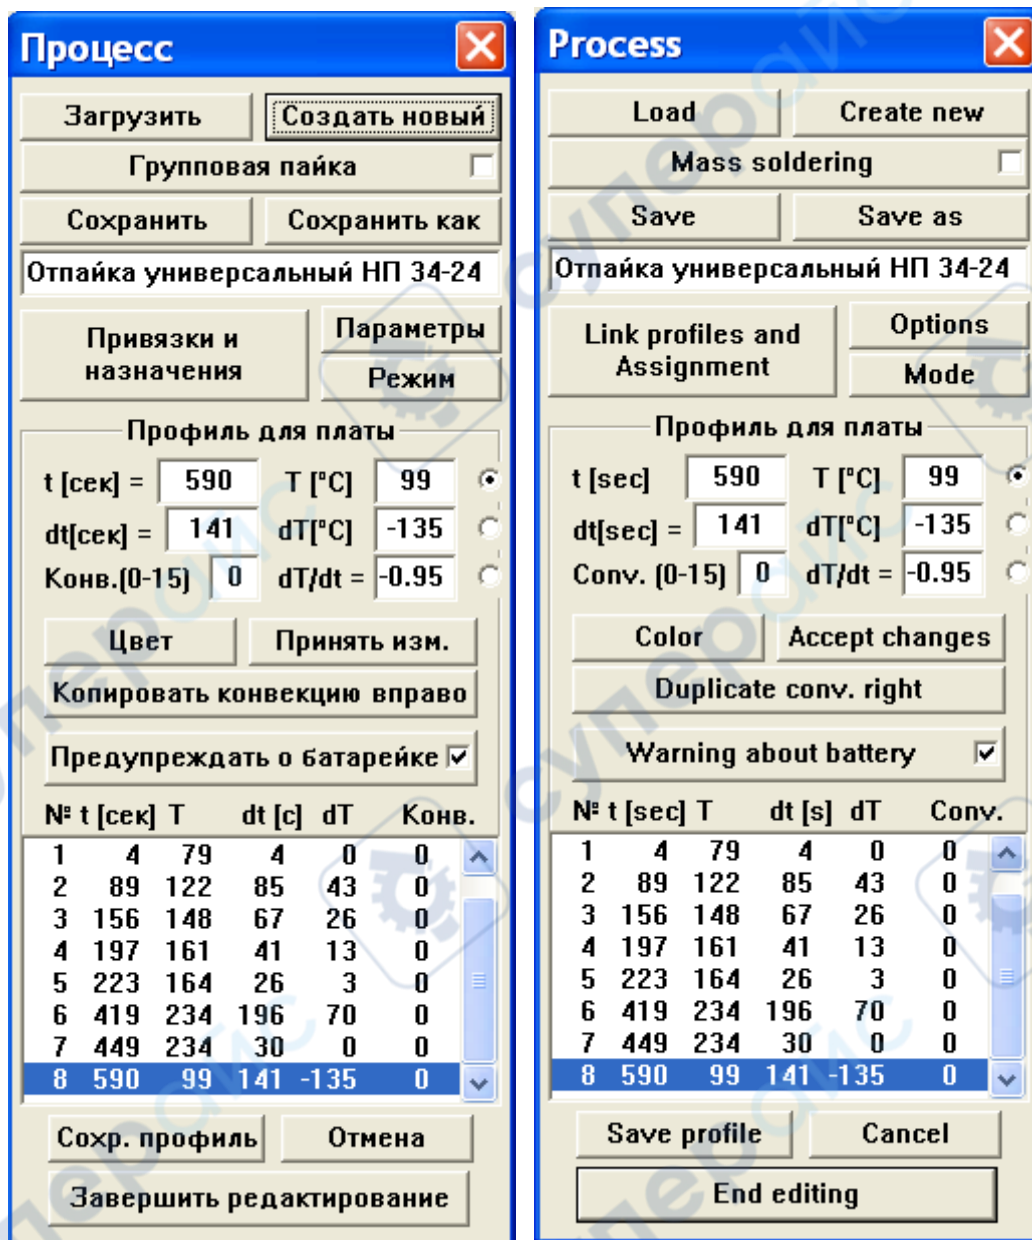 Процесс
Загрузить Создать новый
Групповая пайка
Сохранить Сохранить как
Отпайка универсальный НП 34-24
Привязки и назначения
Параметры
Режим
Профиль для платы
t [сек] = 590 T [°C] 99
dt[сек] = 141 dT[°C] -135
Конв.(0-15) 0 dT/dt = -0.95
Цвет Принять изм.
Копировать конвекцию вправо
Предупреждать о батарейке
№ t [сек] T dt [с] dT Конв.
1 4 79 4 0 0
2 89 122 85 43 0
3 156 148 67 26 0
4 197 161 41 13 0
5 223 164 26 3 0
6 419 234 196 70 0
7 449 234 30 0 0
8 590 99 141 -135 0
Сохр. профиль Отмена
Завершить редактирование
Process
Load Create new
Mass soldering
Save Save as
Отпайка универсальный НП 34-24
Link profiles and
Assignment
Options
Mode
Профиль для платы
t [sec] 590 T [°C] 99
dt[sec] = 141 dT[°C] -135
Conv. (0-15) 0 dT/dt = -0.95
Color Accept changes
Duplicate conv. right
Warning about battery
№ t [sec] T dt [s] dT Conv.
1 4 79 4 0 0
2 89 122 85 43 0
3 156 148 67 26 0
4 197 161 41 13 0
5 223 164 26 3 0
6 419 234 196 70 0
7 449 234 30 0 0
8 590 99 141 -135 0
Save profile Cancel
End editing
суперайс